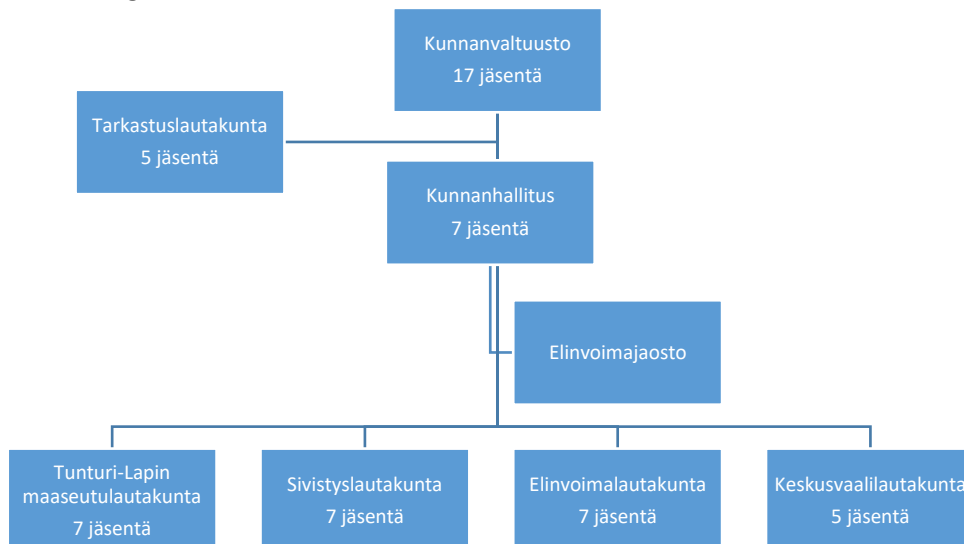 Kunnanvaltuusto
17 jäsentä
Tarkastuslautakunta
5 jäsentä
Kunnanhallitus
7 jäsentä
Elinvoimajaosto
Tunturi-Lapin
maaseutulautakunta
7 jäsentä
Sivistyslautakunta
7 jäsentä
Elinvoimalautakunta
7 jäsentä
Keskusvaalilautakunta
5 jäsentä